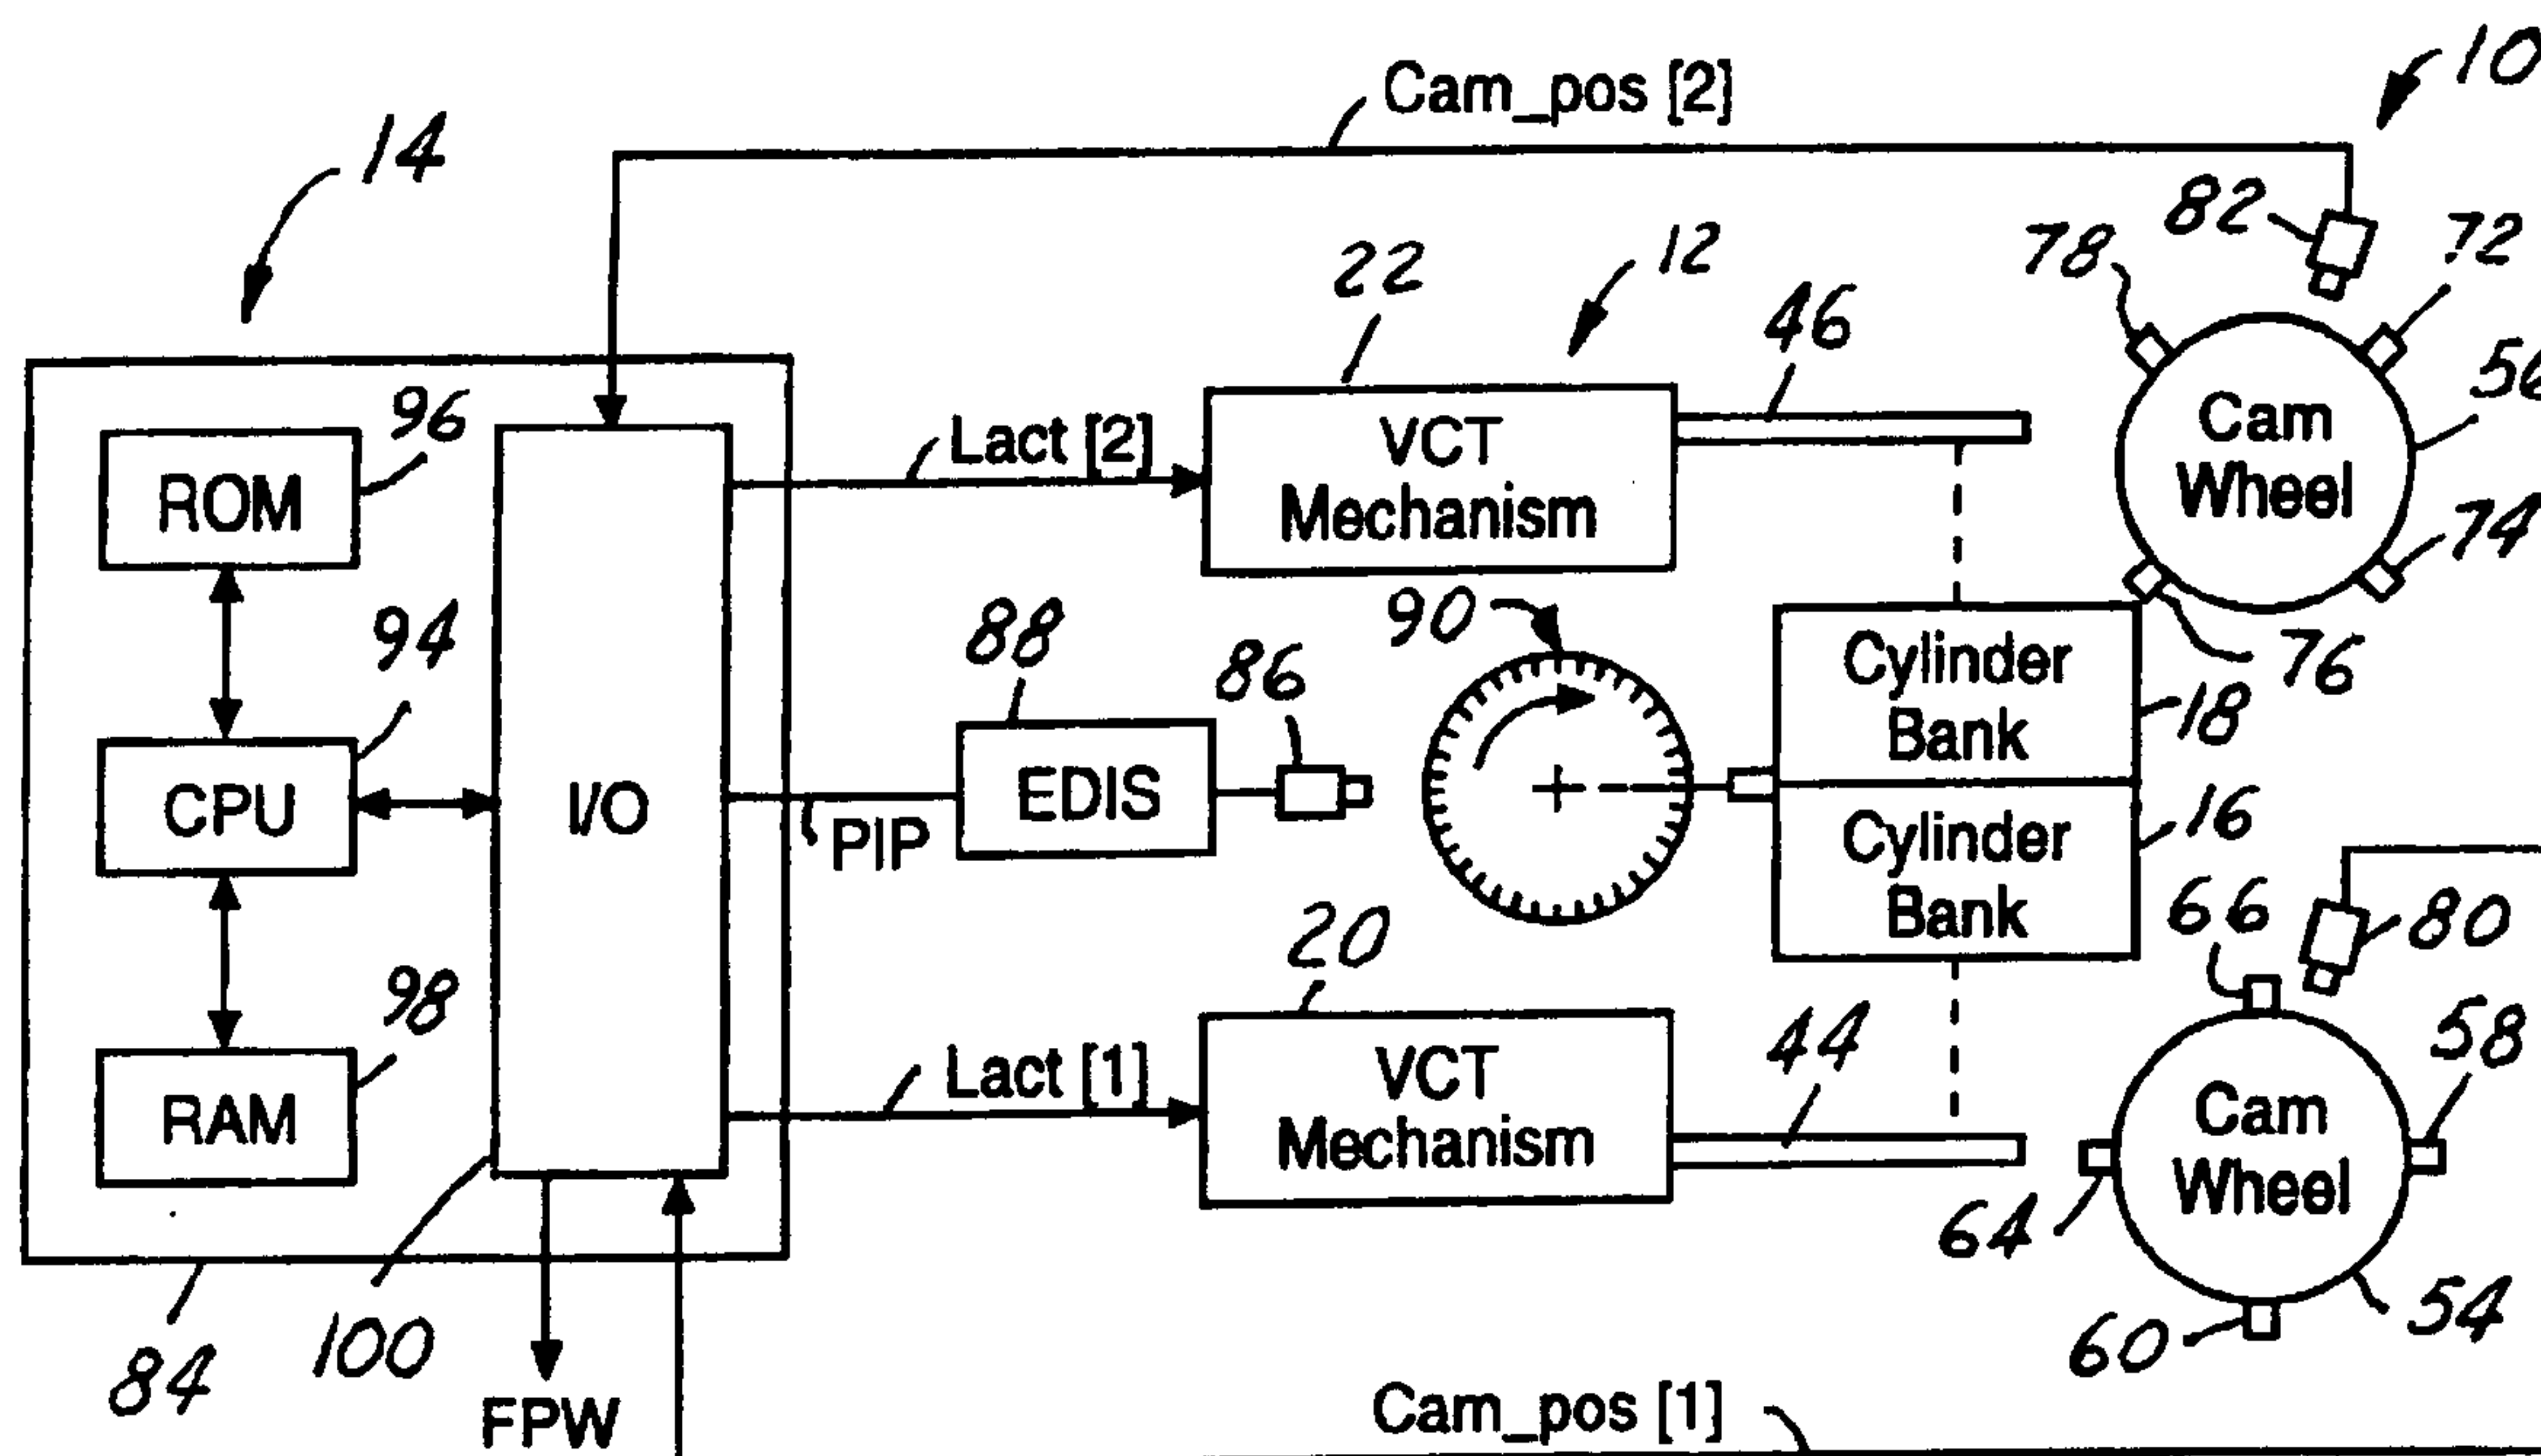 10
Cam_pos [2]
14
82
72
78
12
22
46
96
Lact [2]
VCT
Mechanism
Cam
Wheel
ROM
74
94
88
90
86
76
Cylinder
Bank
18
CPU
I/O
PIP
EDIS
Cylinder
Bank
16
20
66
80
98
Lact [1]
VCT
Mechanism
44
58
Cam
Wheel
RAM
64
54
60
84
100
FPW
Cam_pos [1]